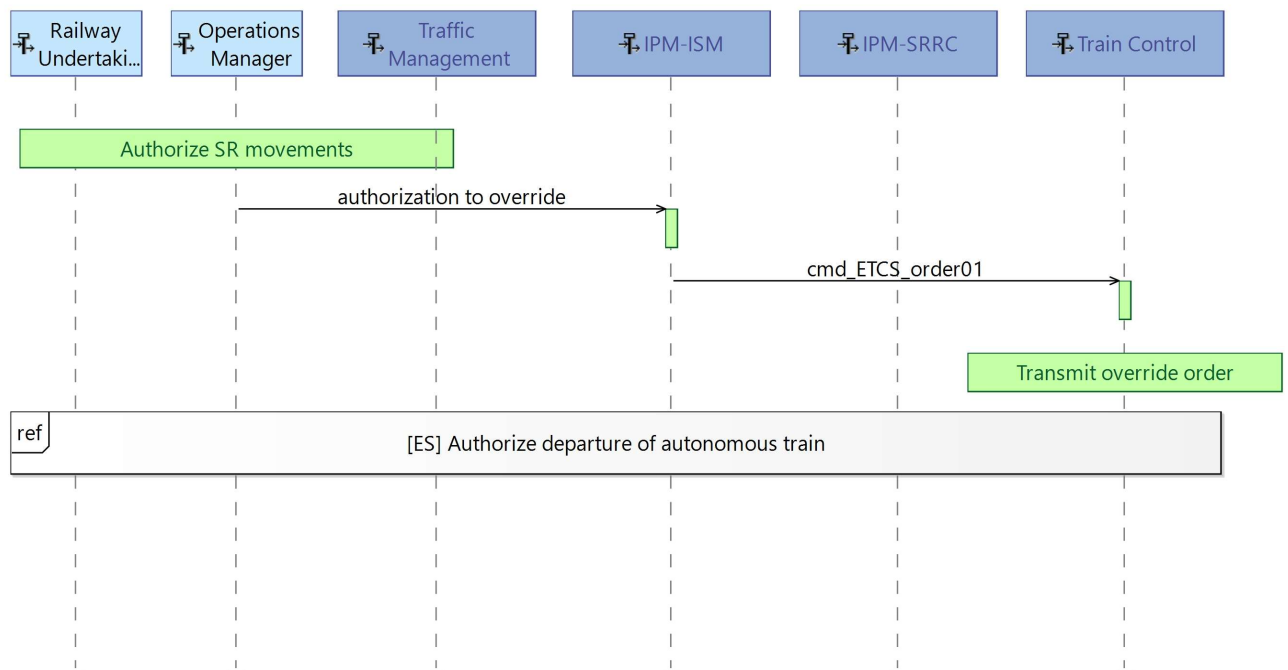 Railway
Undertaki...
Operations
Manager
Traffic
Management
IPM-ISM
IPM-SRRC
Train Control
Authorize SR movements
authorization to override
cmd_ETCS_order01
Transmit override order
ref
[ES] Authorize departure of autonomous train